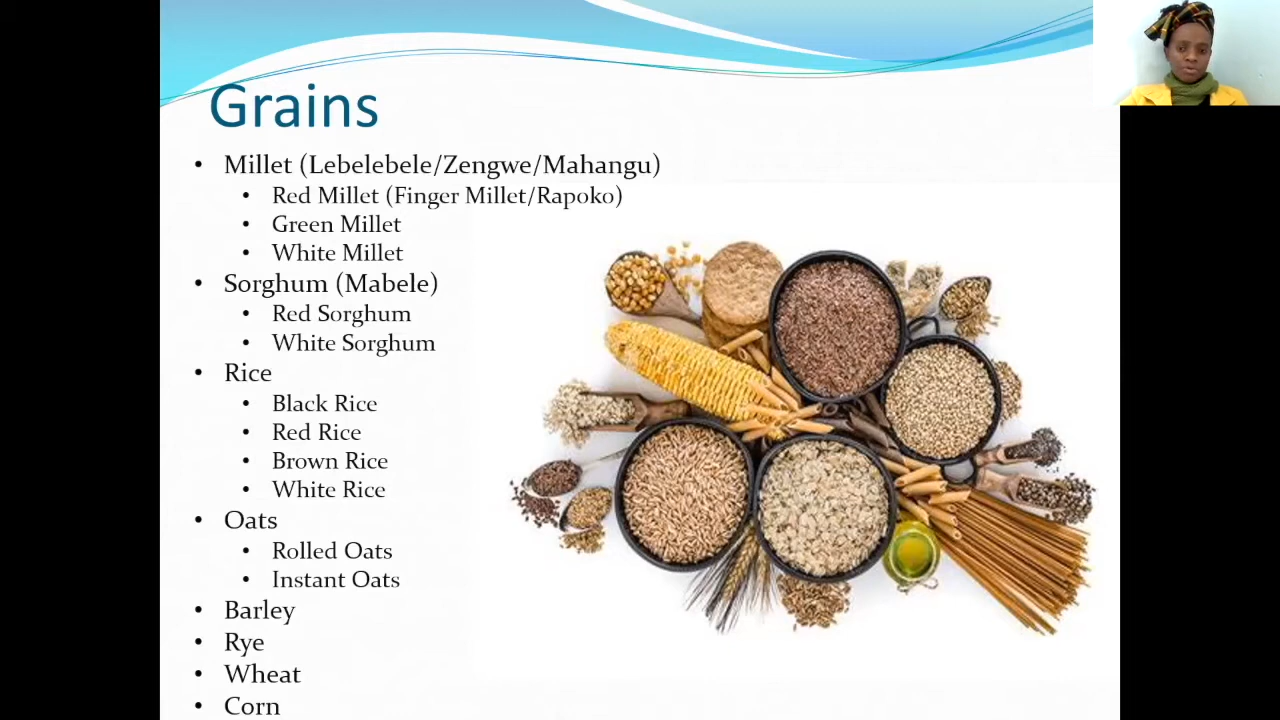 Grains
• Millet (Lebelebele/Zengwe/Mahangu)
• Red Millet (Finger Millet/Rapoko)
• Green Millet
• White Millet
• Sorghum (Mabele)
• Red Sorghum
• White Sorghum
• Rice
• Black Rice
• Red Rice
• Brown Rice
• White Rice
• Oats
• Rolled Oats
• Instant Oats
• Barley
• Rye
• Wheat
• Corn